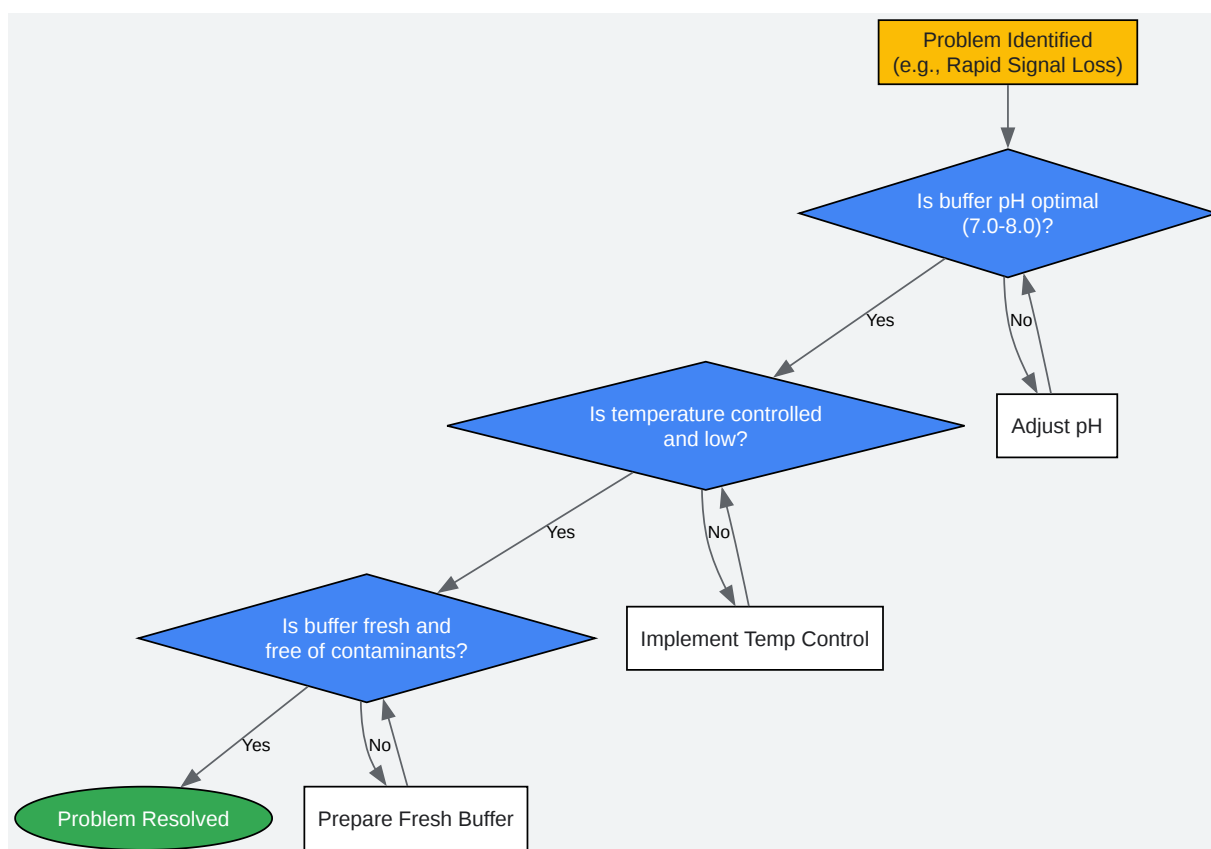 Problem Identified
(e.g., Rapid Signal Loss)
Is buffer pH optimal
(7.0-8.0)?
Yes
No
Adjust pH
Is temperature controlled
and low?
Yes
No
Implement Temp Control
Is buffer fresh and
free of contaminants?
Yes
No
Problem Resolved
Prepare Fresh Buffer